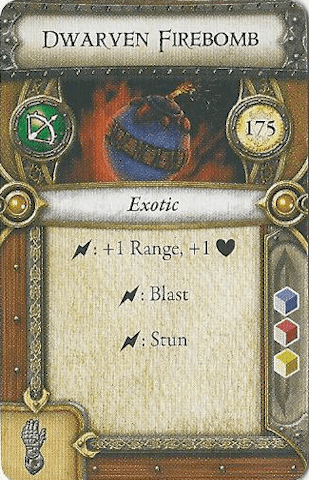 Dwarven Firebomb
175
Exotic
: +1 Range, +1
: Blast
: Stun